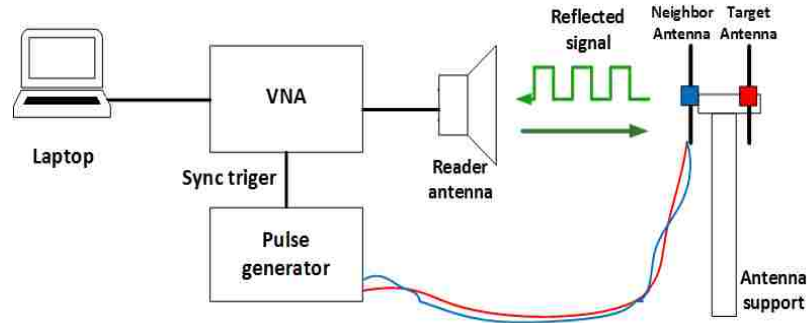 Reflected
signal
Neighbor
Antenna
Target
Antenna
VNA
Laptop
Reader
antenna
Sync triger
Pulse
generator
Antenna
support